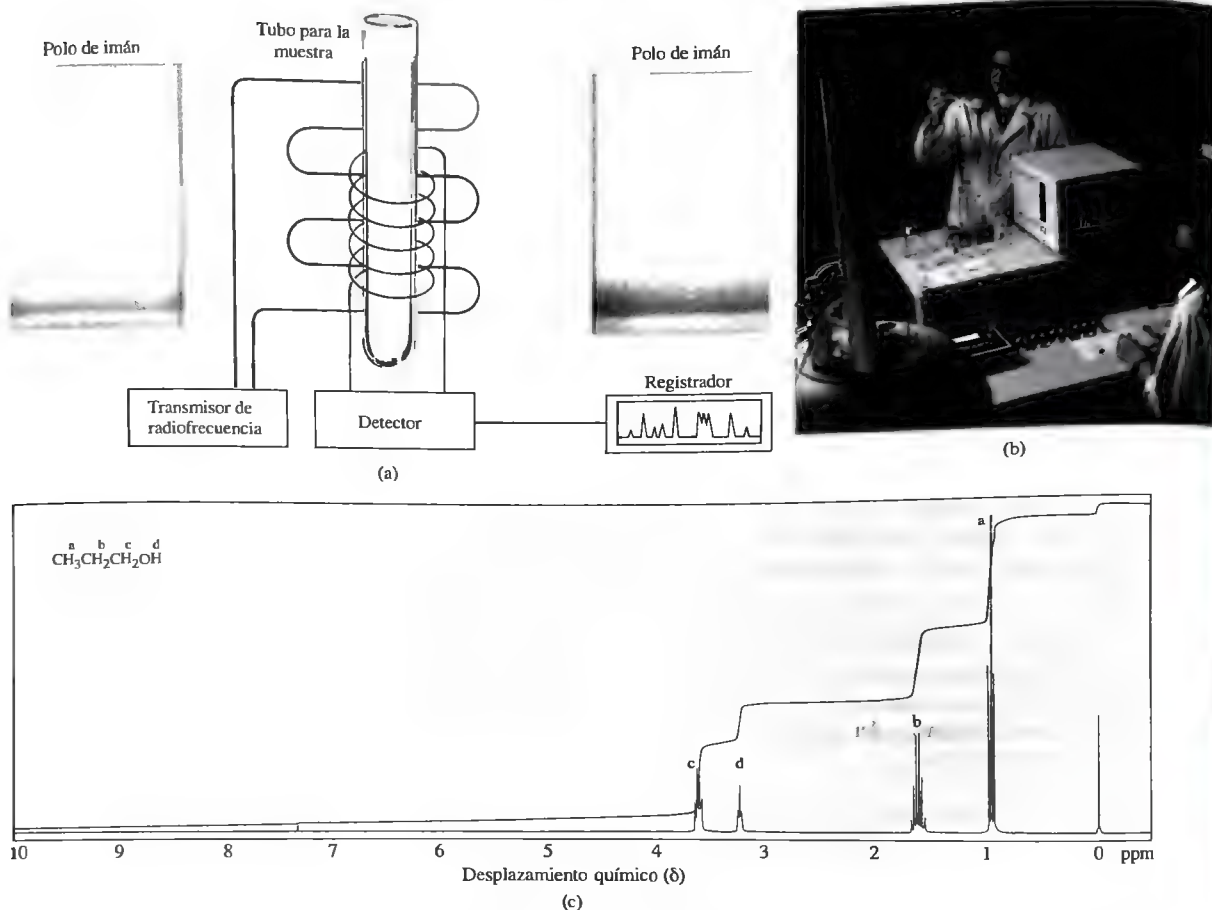 Polo de imán
Tubo para la
muestra
Polo de imán
Transmisor de
radiofrecuencia
Detector
Registrador
(a)
(b)
a b c d
CH₃CH₂CH₂OH
a
b
c
d
10 9 8 7 6 5 4 3 2 1 0 ppm
Desplazamiento químico (δ)
(c)